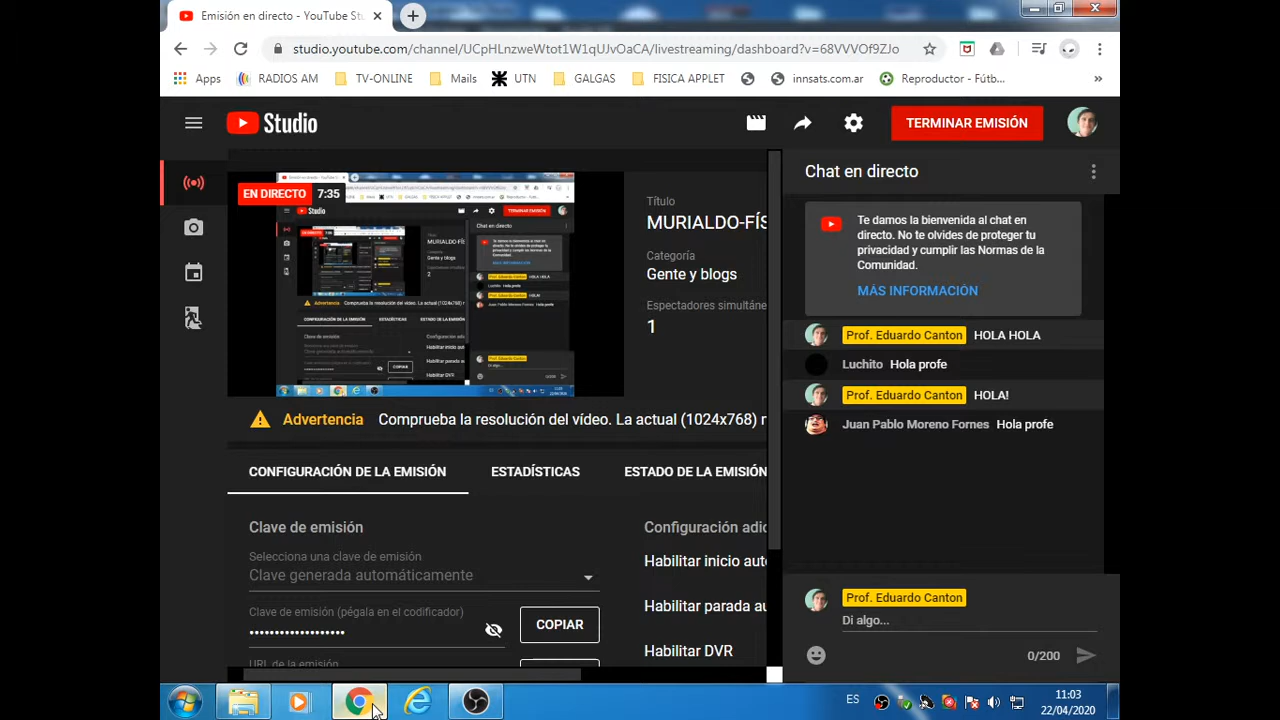 Emisión en directo - YouTube Stu
studio.youtube.com/channel/UCpHLnzweWtot1W1qUJvOaCA/livestreaming/dashboard?v=68VVVOf9ZJo
Apps
RADIOS AM
TV-ONLINE
Mails
UTN
GALGAS
FISICA APPLET
innsats.com.ar
Reproductor - Fútb...
»
Studio
TERMINAR EMISIÓN
EN DIRECTO 7:35
Título
MURIALDO-FÍS
Categoría
Gente y blogs
Espectadores simultáne
1
Advertencia Comprueba la resolución del vídeo. La actual (1024x768) n
CONFIGURACIÓN DE LA EMISIÓN
ESTADÍSTICAS
ESTADO DE LA EMISIÓN
Clave de emisión
Selecciona una clave de emisión
Clave generada automáticamente
Clave de emisión (pégala en el codificador)
•••••••••••••••••••
COPIAR
URL de la emisión
Configuración adic
Habilitar inicio auto
Habilitar parada au
Habilitar DVR
Chat en directo
Te damos la bienvenida al chat en
directo. No te olvides de proteger tu
privacidad y cumplir las Normas de la
Comunidad.
MÁS INFORMACIÓN
Prof. Eduardo Canton HOLA HOLA
Luchito Hola profe
Prof. Eduardo Canton HOLA!
Juan Pablo Moreno Fornes Hola profe
Prof. Eduardo Canton
Di algo...
0/200
ES
11:03
22/04/2020